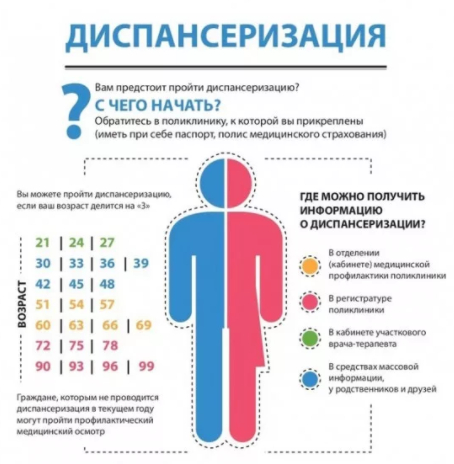 ДИСПАНСЕРИЗАЦИЯ
?
Вам предстоит пройти диспансеризацию?
С ЧЕГО НАЧАТЬ?
Обратитесь в поликлинику, к которой вы прикреплены
(иметь при себе паспорт, полис медицинского страхования)
Вы можете пройти диспансеризацию,
если ваш возраст делится на «3»
ВОЗРАСТ
21 | 24 | 27
30 | 33 | 36 | 39
42 | 45 | 48
51 | 54 | 57
60 | 63 | 66 | 69
72 | 75 | 78
90 | 93 | 96 | 99
Граждане, которым не проводится
диспансеризация в текущем году
могут пройти профилактический
медицинский осмотр
ГДЕ МОЖНО ПОЛУЧИТЬ
ИНФОРМАЦИЮ
О ДИСПАНСЕРИЗАЦИИ?
В отделении
(кабинете) медицинской
профилактики поликлиники
В регистратуре
поликлиники
В кабинете участкового
врача-терапевта
В средствах массовой
информации,
у родственников и друзей